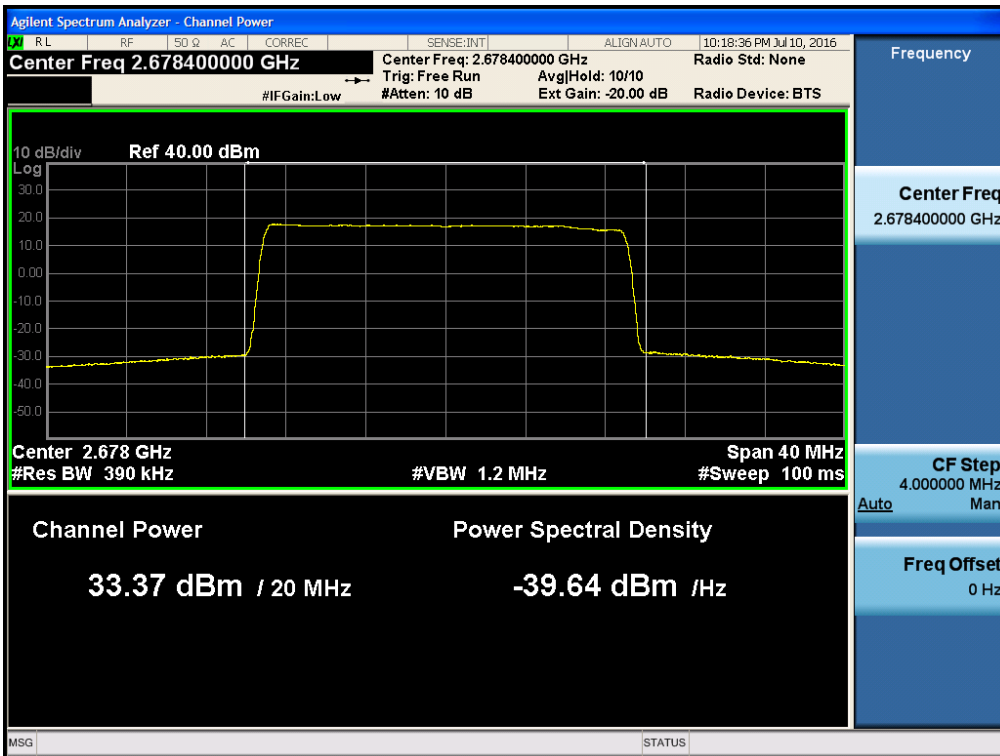 Agilent Spectrum Analyzer - Channel Power
LXI RL RF 50 Ω AC CORREC SENSE:INT ALIGN AUTO 10:18:36 PM Jul 10, 2016
Center Freq 2.678400000 GHz
#IFGain:Low
Center Freq: 2.678400000 GHz
Trig: Free Run Avg|Hold: 10/10
#Atten: 10 dB Ext Gain: -20.00 dB
Radio Std: None
Radio Device: BTS
10 dB/div Ref 40.00 dBm
Log
30.0
20.0
10.0
0.00
-10.0
-20.0
-30.0
-40.0
-50.0
Center 2.678 GHz Span 40 MHz
#Res BW 390 kHz #VBW 1.2 MHz #Sweep 100 ms
Channel Power Power Spectral Density
33.37 dBm / 20 MHz -39.64 dBm /Hz
MSG STATUS
Frequency
Center Freq
2.678400000 GHz
CF Step
4.000000 MHz
Auto Man
Freq Offset
0 Hz